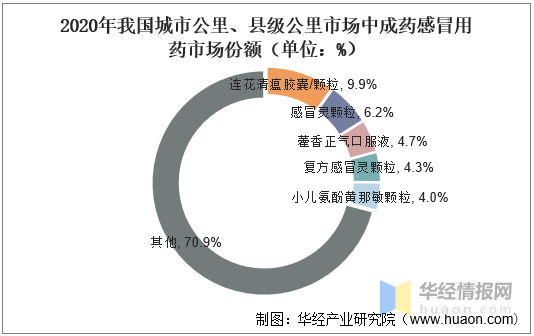 2020年我国城市公里、县级公里市场中成药感冒用
药市场份额（单位：%）
连花清瘟胶囊/颗粒, 9.9%
感冒灵颗粒, 6.2%
藿香正气口服液, 4.7%
复方感冒灵颗粒, 4.3%
小儿氨酚黄那敏颗粒, 4.0%
其他, 70.9%
华经情报网
huaon.com
制图：华经产业研究院（www.huaon.com）